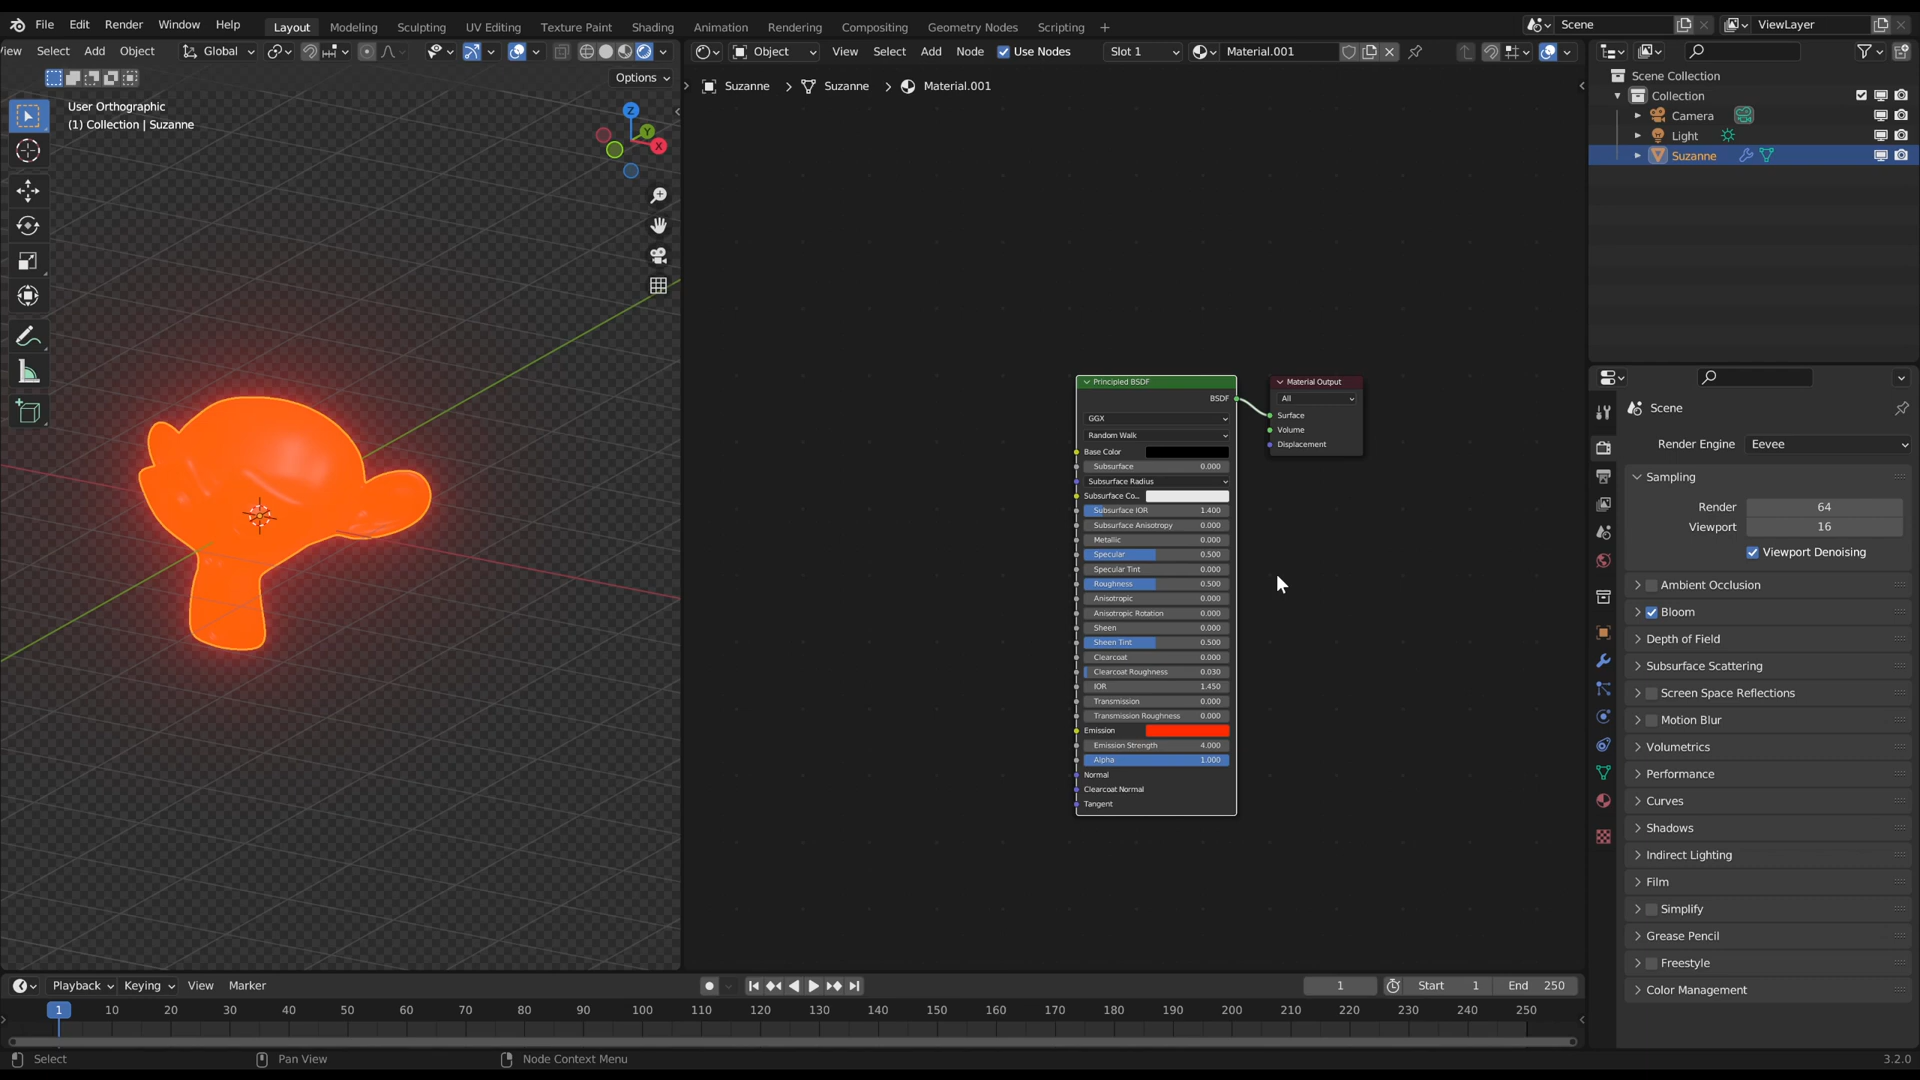 File Edit Render Window Help Layout Modeling Sculpting UV Editing Texture Paint Shading Animation Rendering Compositing Geometry Nodes Scripting + Scene ViewLayer
iew Select Add Object Global Object View Select Add Node Use Nodes Slot 1 Material.001
Options
Suzanne > Suzanne > Material.001
User Orthographic
(1) Collection | Suzanne
Z
Y
X
Principled BSDF
BSDF
GGX
Random Walk
Base Color
Subsurface 0.000
Subsurface Radius
Subsurface Co...
Subsurface IOR 1.400
Subsurface Anisotropy 0.000
Metallic 0.000
Specular 0.500
Specular Tint 0.000
Roughness 0.500
Anisotropic 0.000
Anisotropic Rotation 0.000
Sheen 0.000
Sheen Tint 0.500
Clearcoat 0.000
Clearcoat Roughness 0.030
IOR 1.450
Transmission 0.000
Transmission Roughness 0.000
Emission
Emission Strength 4.000
Alpha 1.000
Normal
Clearcoat Normal
Tangent
Material Output
All
Surface
Volume
Displacement
Scene Collection
Collection
Camera
Light
Suzanne
Scene
Render Engine Eevee
Sampling
Render 64
Viewport 16
Viewport Denoising
Ambient Occlusion
Bloom
Depth of Field
Subsurface Scattering
Screen Space Reflections
Motion Blur
Volumetrics
Performance
Curves
Shadows
Indirect Lighting
Film
Simplify
Grease Pencil
Freestyle
Color Management
Playback Keying View Marker 1 Start 1 End 250
1 10 20 30 40 50 60 70 80 90 100 110 120 130 140 150 160 170 180 190 200 210 220 230 240 250
Select Pan View Node Context Menu 3.2.0